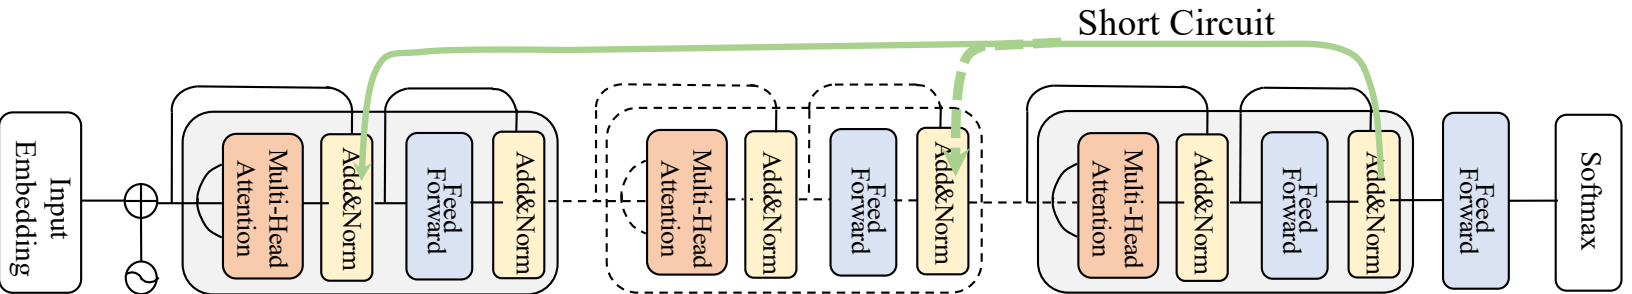 Short Circuit
Input
Embedding
Multi-Head
Attention
Add&Norm
Feed
Forward
Add&Norm
Multi-Head
Attention
Add&Norm
Feed
Forward
Add&Norm
Multi-Head
Attention
Add&Norm
Feed
Forward
Add&Norm
Feed
Forward
Softmax